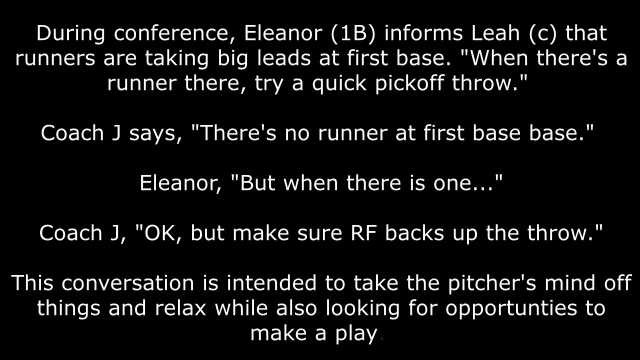 During conference, Eleanor (1B) informs Leah (c) that
runners are taking big leads at first base. "When there's a
runner there, try a quick pickoff throw."
Coach J says, "There's no runner at first base base."
Eleanor, "But when there is one..."
Coach J, "OK, but make sure RF backs up the throw."
This conversation is intended to take the pitcher's mind off
things and relax while also looking for opportunties to
make a play.